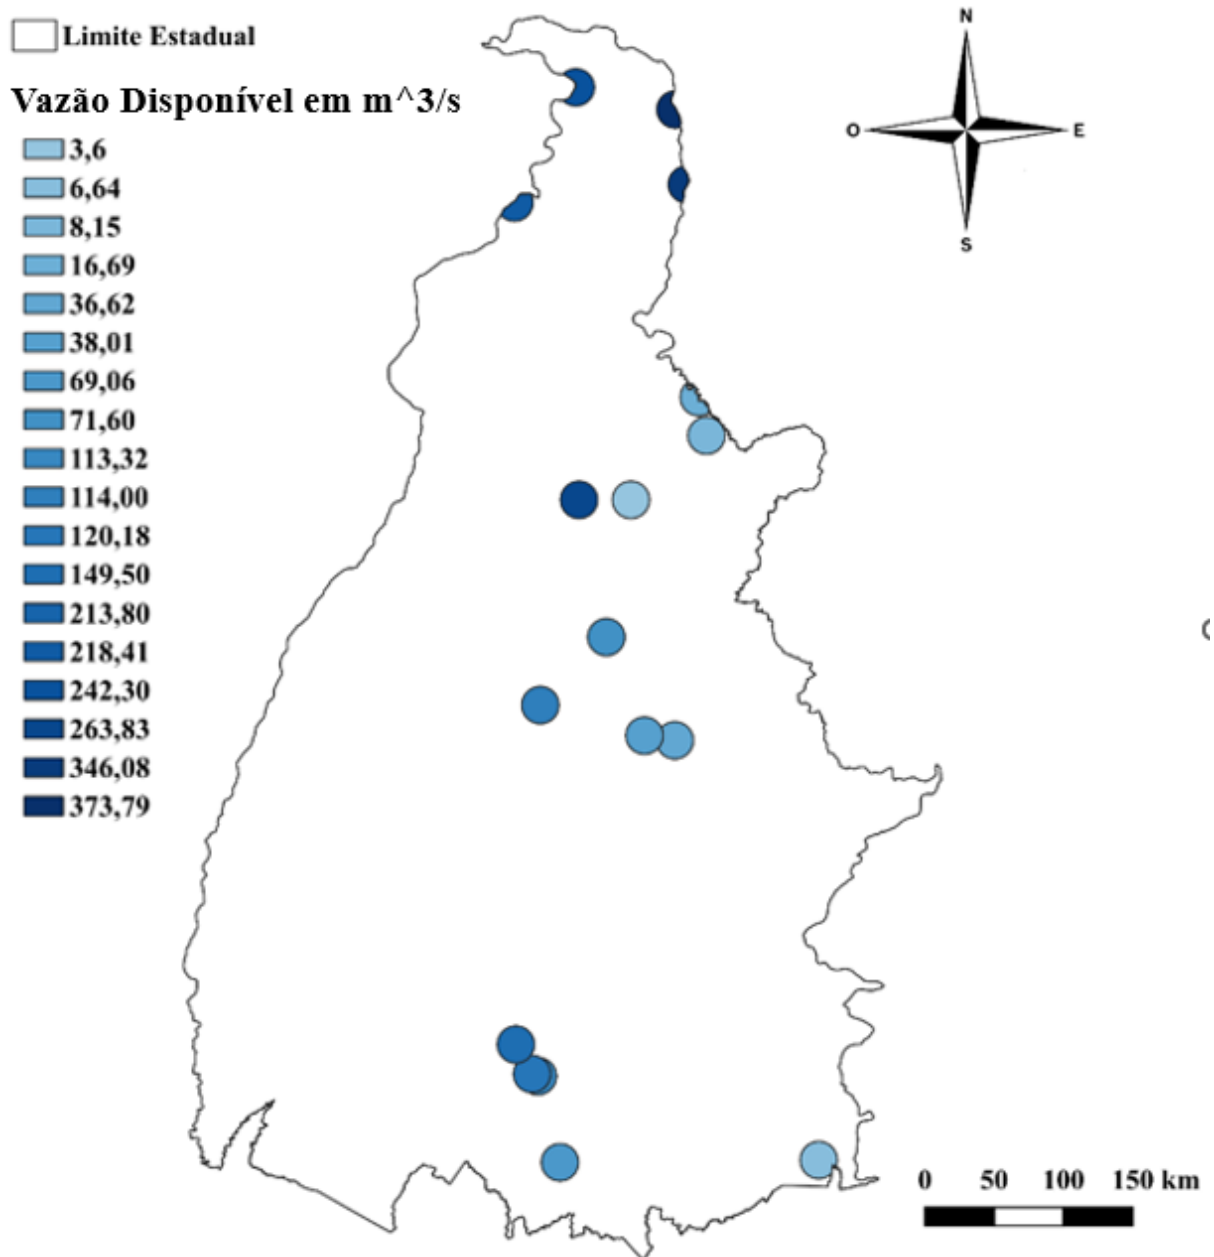 Limite Estadual
Vazão Disponível em m^3/s
3,6
6,64
8,15
16,69
36,62
38,01
69,06
71,60
113,32
114,00
120,18
149,50
213,80
218,41
242,30
263,83
346,08
373,79
N
O
E
S
0 50 100 150 km